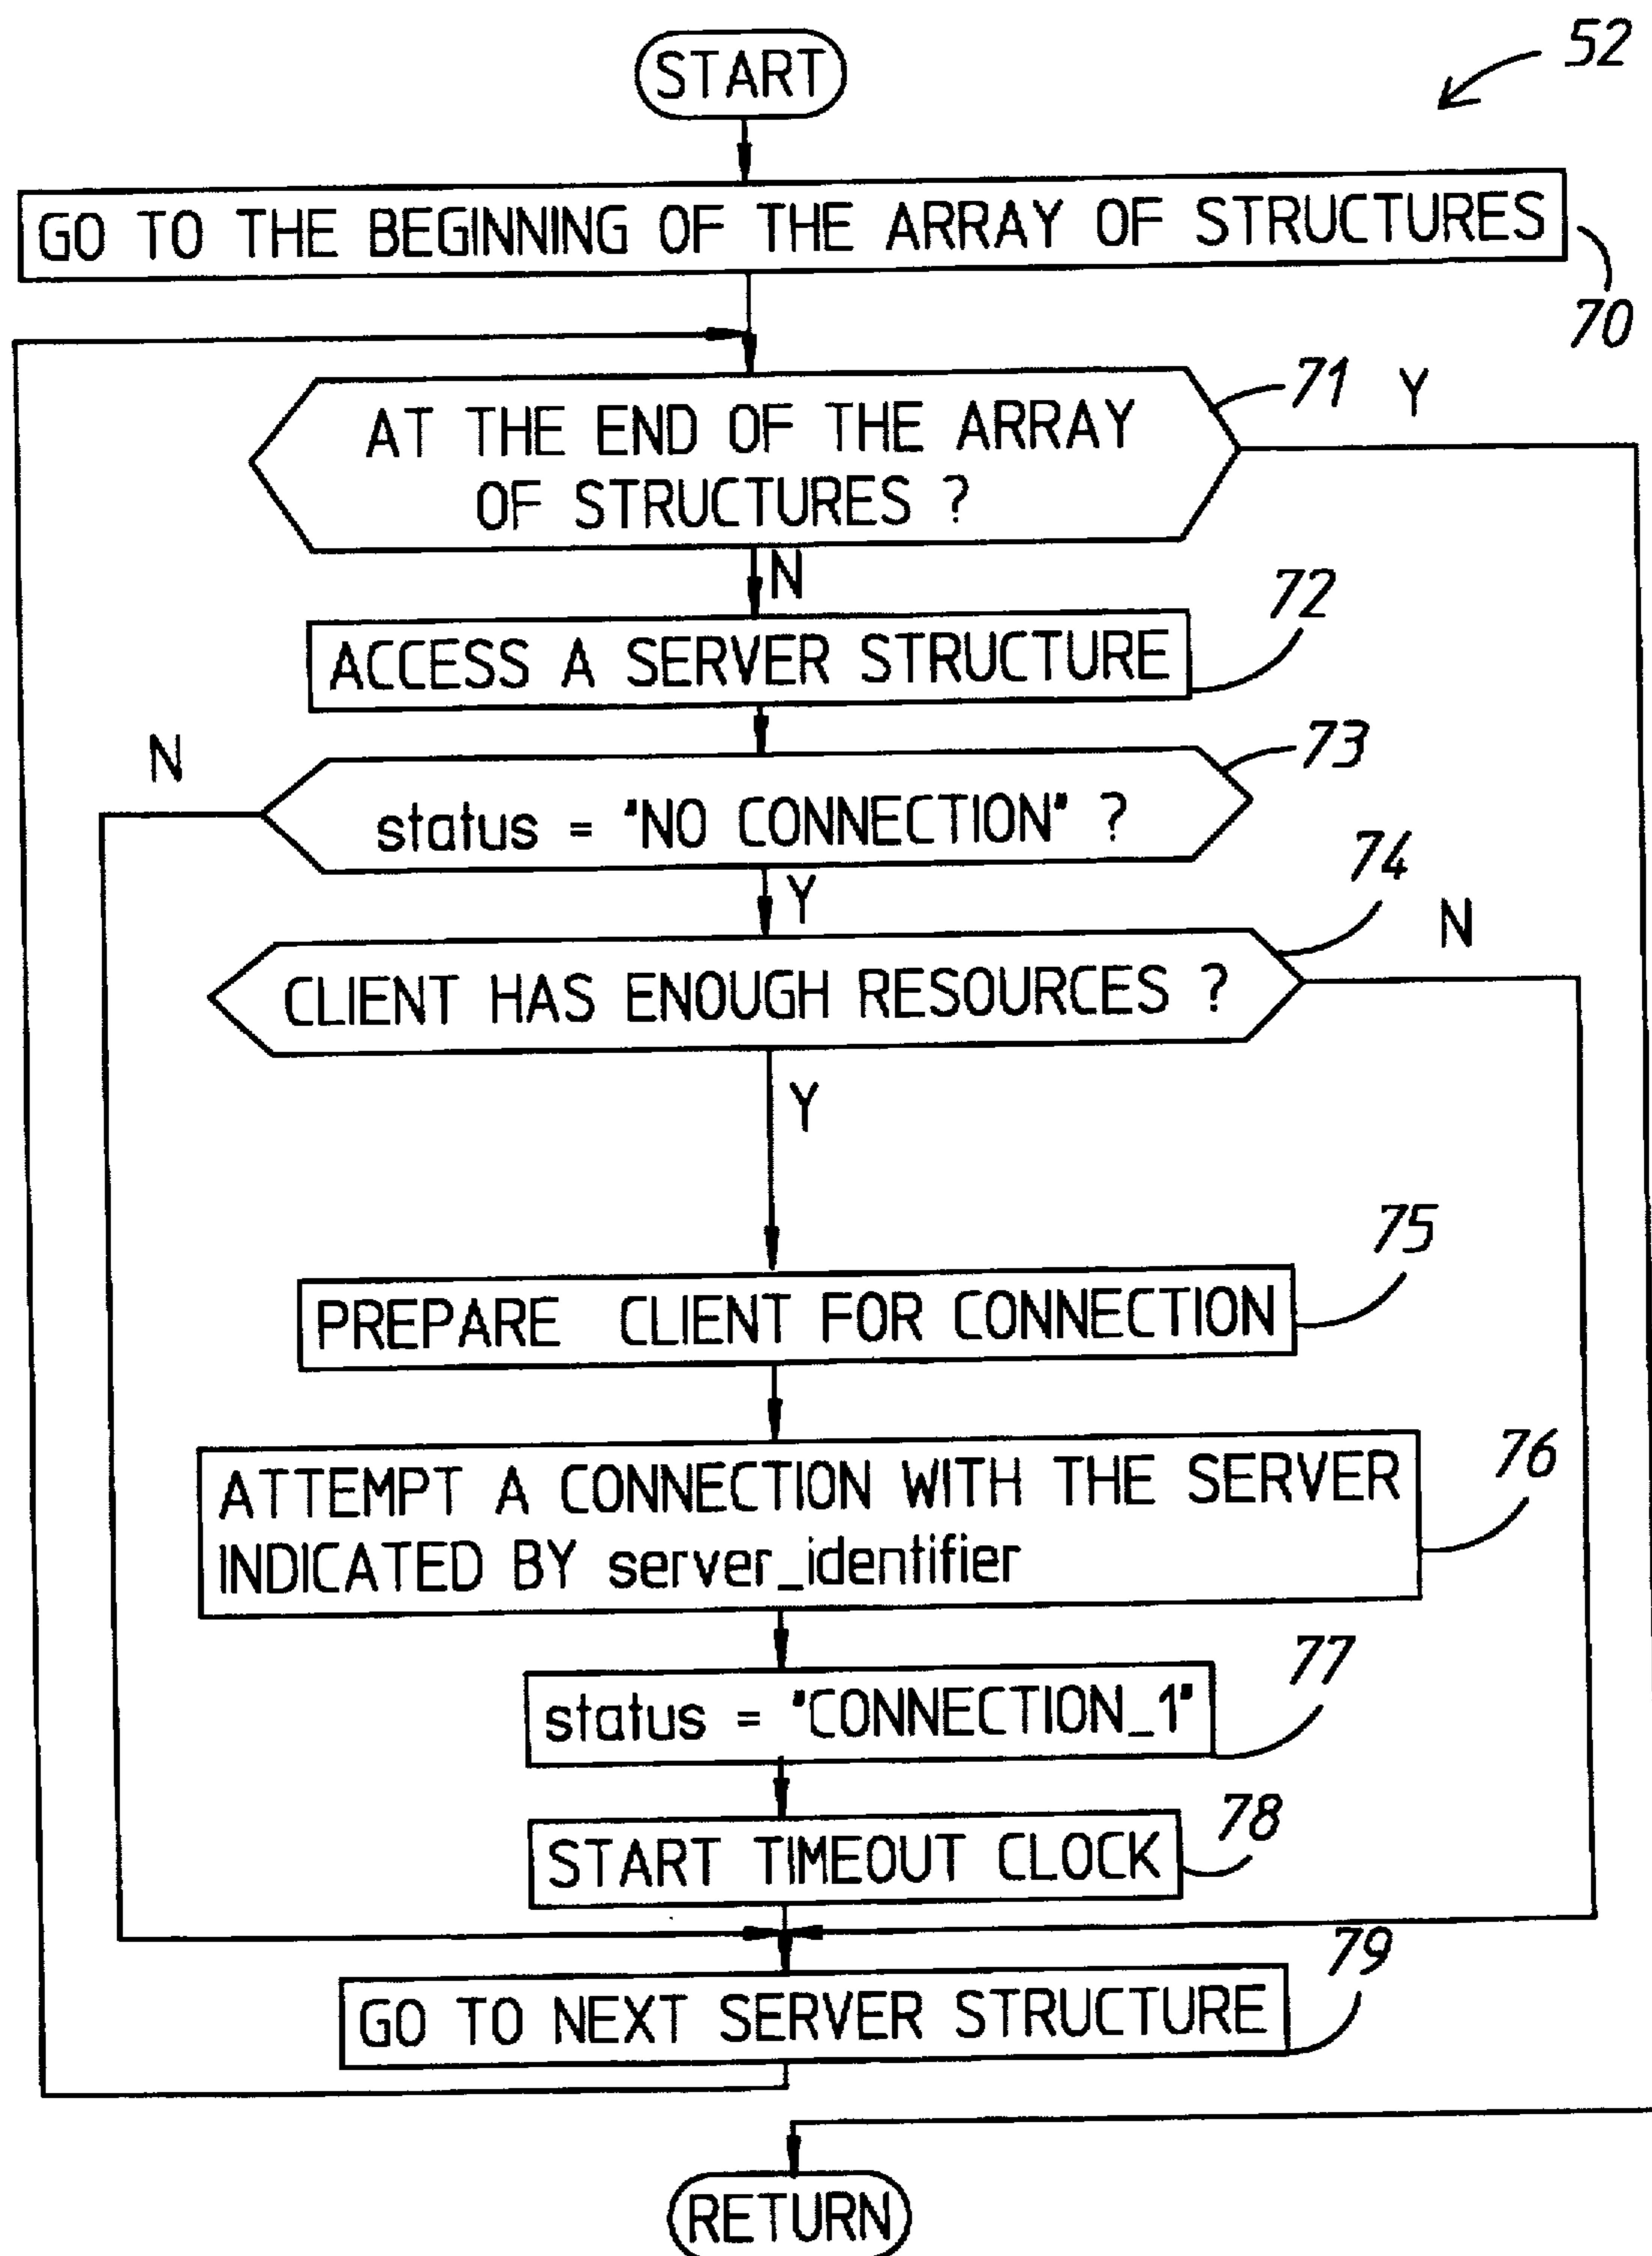 START
52
GO TO THE BEGINNING OF THE ARRAY OF STRUCTURES
70
AT THE END OF THE ARRAY
OF STRUCTURES ?
71
Y
N
ACCESS A SERVER STRUCTURE
72
N
status = "NO CONNECTION" ?
73
Y
CLIENT HAS ENOUGH RESOURCES ?
74
N
Y
PREPARE CLIENT FOR CONNECTION
75
ATTEMPT A CONNECTION WITH THE SERVER
INDICATED BY server_identifier
76
status = "CONNECTION_1"
77
START TIMEOUT CLOCK
78
GO TO NEXT SERVER STRUCTURE
79
RETURN